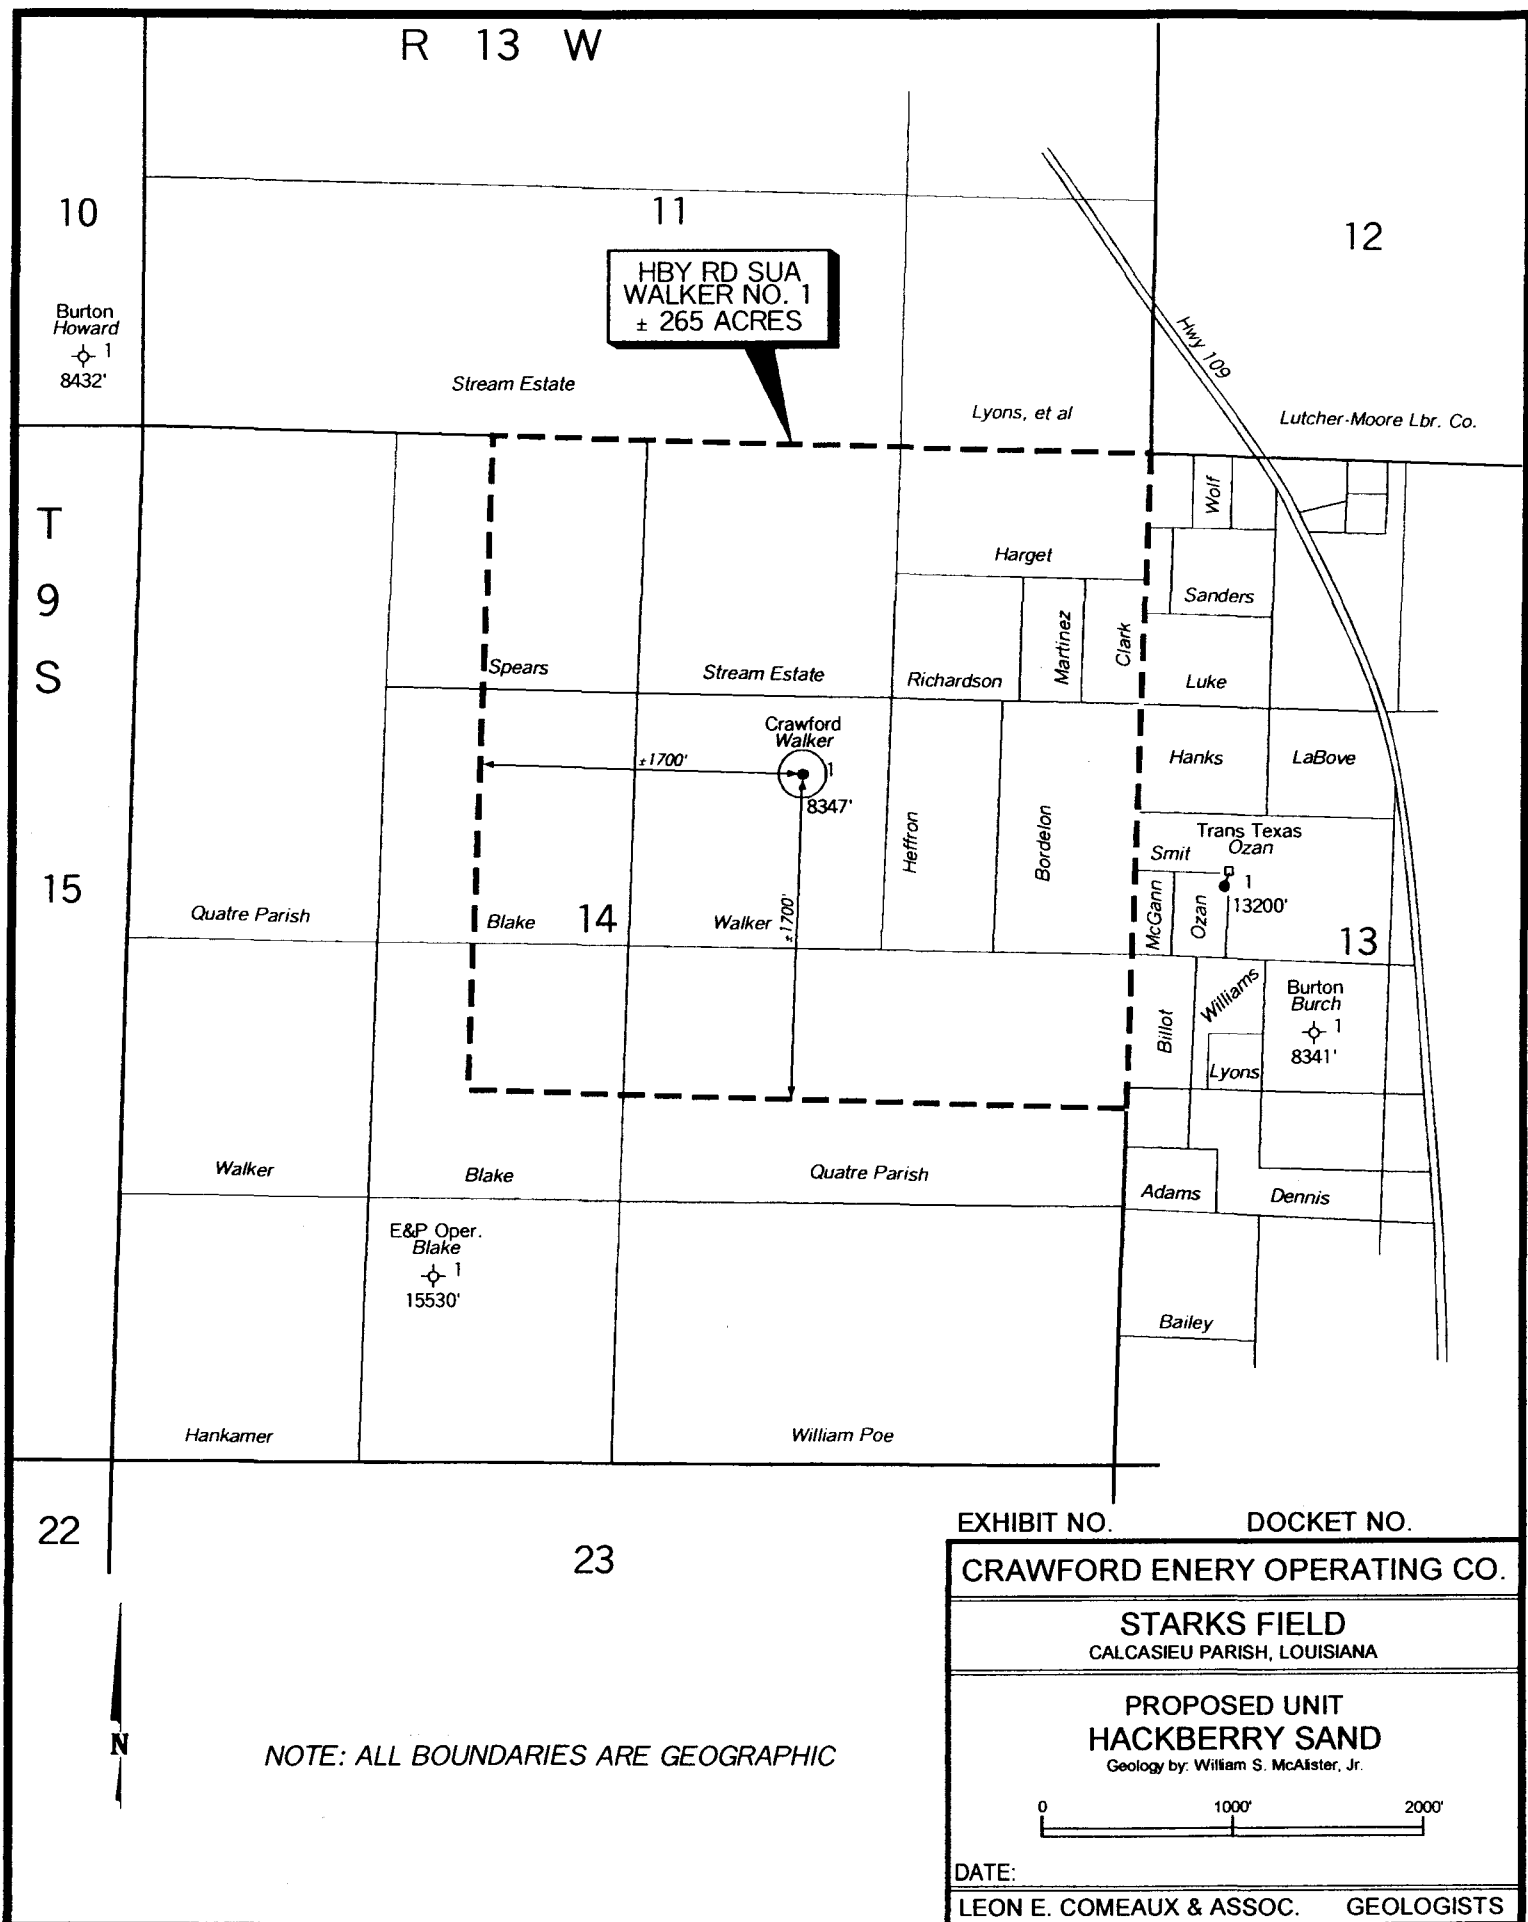 R 13 W
10
11
12
HBY RD SUA
WALKER NO. 1
± 265 ACRES
Burton
Howard
1
8432'
Hwy 109
Stream Estate
Lyons, et al
Lutcher-Moore Lbr. Co.
T
9
S
Wolf
Harget
Sanders
Martinez
Clark
Spears
Stream Estate
Richardson
Luke
Crawford
Walker
1
8347'
±1700'
Hanks
LaBove
Heffron
Bordelon
Trans Texas
Ozan
Smit
1
13200'
15
Quatre Parish
Blake
14
Walker
±1700'
McGann
Ozan
13
Billot
Williams
Burton
Burch
1
8341'
Lyons
Walker
Blake
Quatre Parish
Adams
Dennis
E&P Oper.
Blake
1
15530'
Bailey
Hankamer
William Poe
22
23
EXHIBIT NO. DOCKET NO.
CRAWFORD ENERY OPERATING CO.
STARKS FIELD
CALCASIEU PARISH, LOUISIANA
PROPOSED UNIT
HACKBERRY SAND
Geology by: William S. McAlister, Jr.
0 1000' 2000'
N
NOTE: ALL BOUNDARIES ARE GEOGRAPHIC
DATE:
LEON E. COMEAUX & ASSOC. GEOLOGISTS